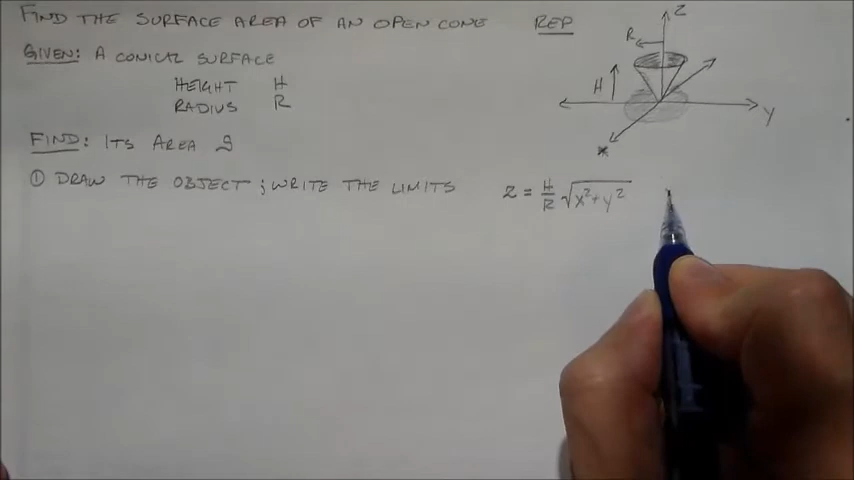 FIND THE SURFACE AREA OF AN OPEN CONE REP
GIVEN: A CONICAL SURFACE
HEIGHT H
RADIUS R
FIND: ITS AREA S
① DRAW THE OBJECT; WRITE THE LIMITS
Z = H/R √x²+y²
Z
R
H
Y
X